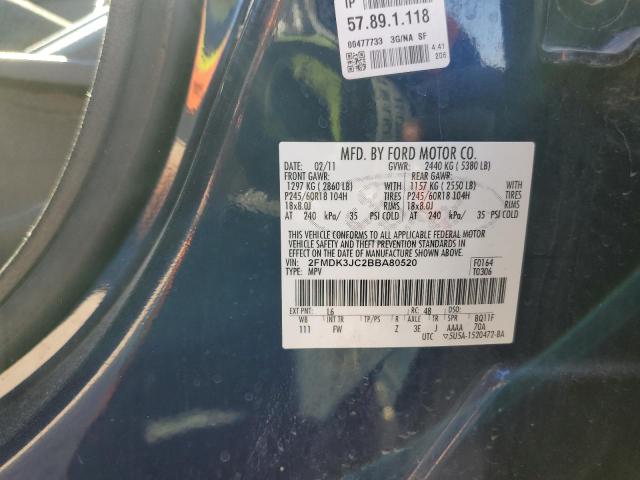 IP
57.89.1.118
00477733 3G/NA SF
4.41
206
MFD. BY FORD MOTOR CO.
DATE: 02/11 GVWR: 2440 KG ( 5380 LB)
FRONT GAWR: REAR GAWR:
1297 KG ( 2860 LB) WITH 1157 KG ( 2550 LB) WITH
P245/60R18 104H TIRES P245/60R18 104H TIRES
18x8.0J RIMS 18x8.0J RIMS
AT 240 kPa/ 35 PSI COLD AT 240 kPa/ 35 PSI COLD
THIS VEHICLE CONFORMS TO ALL APPLICABLE FEDERAL MOTOR
VEHICLE SAFETY AND THEFT PREVENTION STANDARDS IN
EFFECT ON THE DATE OF MANUFACTURE SHOWN ABOVE.
VIN: 2FMDK3JC2BBA80520 F0164
TYPE: MPV T0306
EXT PNT: L6 RC: 48 DSO:
WB INT TR TP/PS R AXLE TR SPR BQ11F
111 FW Z 3E J AAAA 70A
UTC ▽5U5A-1520472-BA